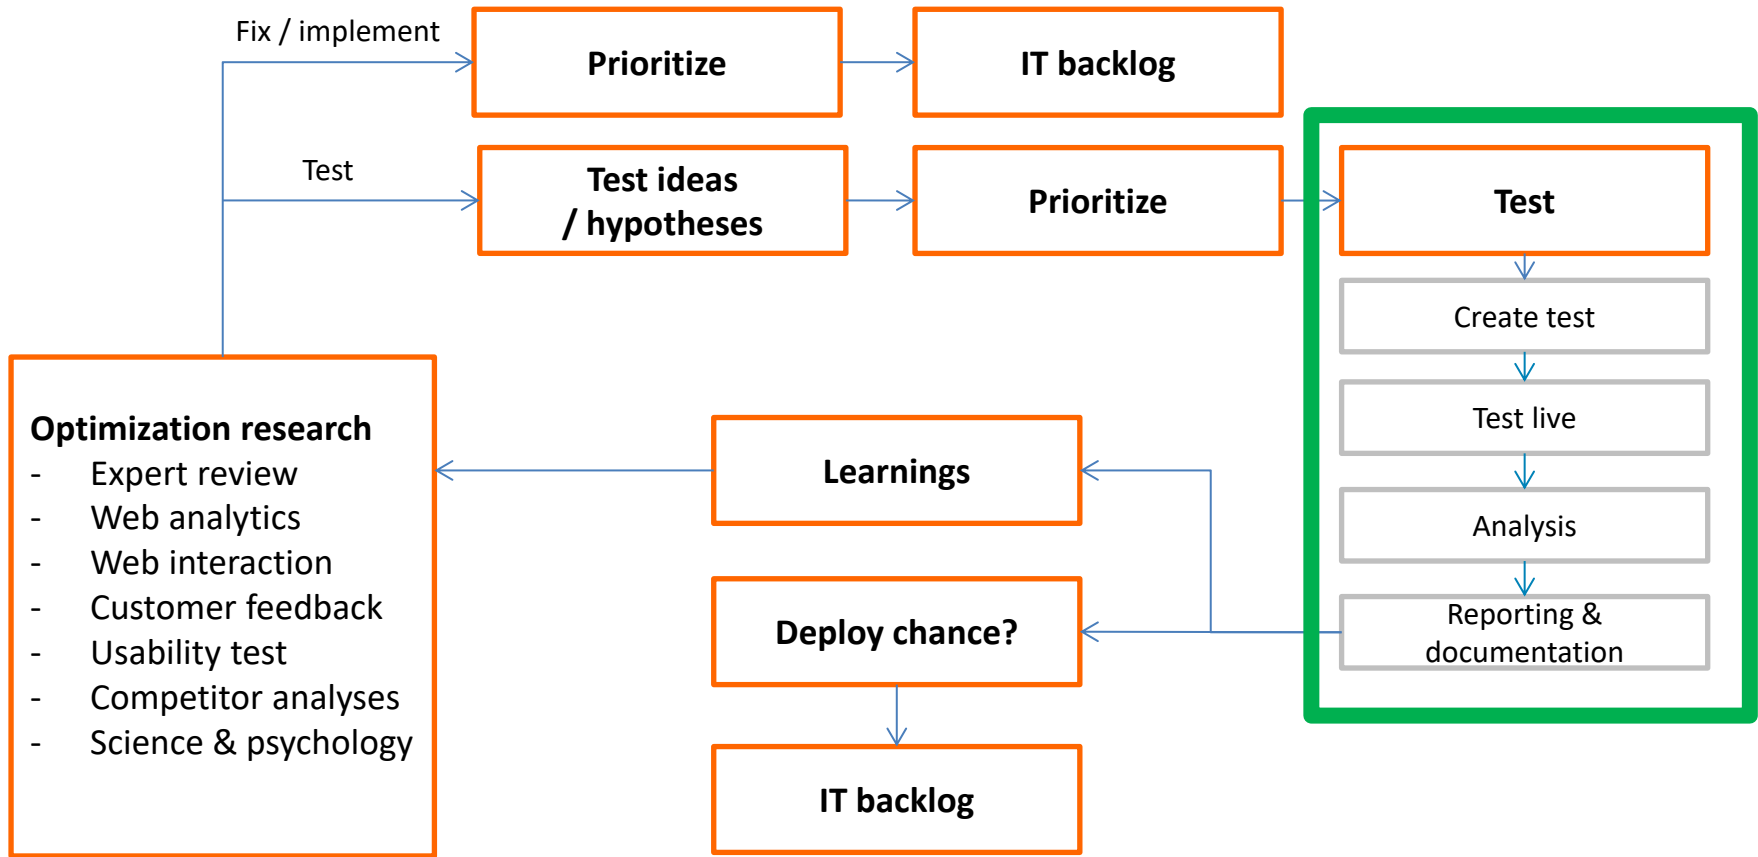 Fix / implement
Prioritize
IT backlog
Test
Test ideas
/ hypotheses
Prioritize
Test
Create test
Test live
Analysis
Reporting &
documentation
Optimization research
- Expert review
- Web analytics
- Web interaction
- Customer feedback
- Usability test
- Competitor analyses
- Science & psychology
Learnings
Deploy chance?
IT backlog